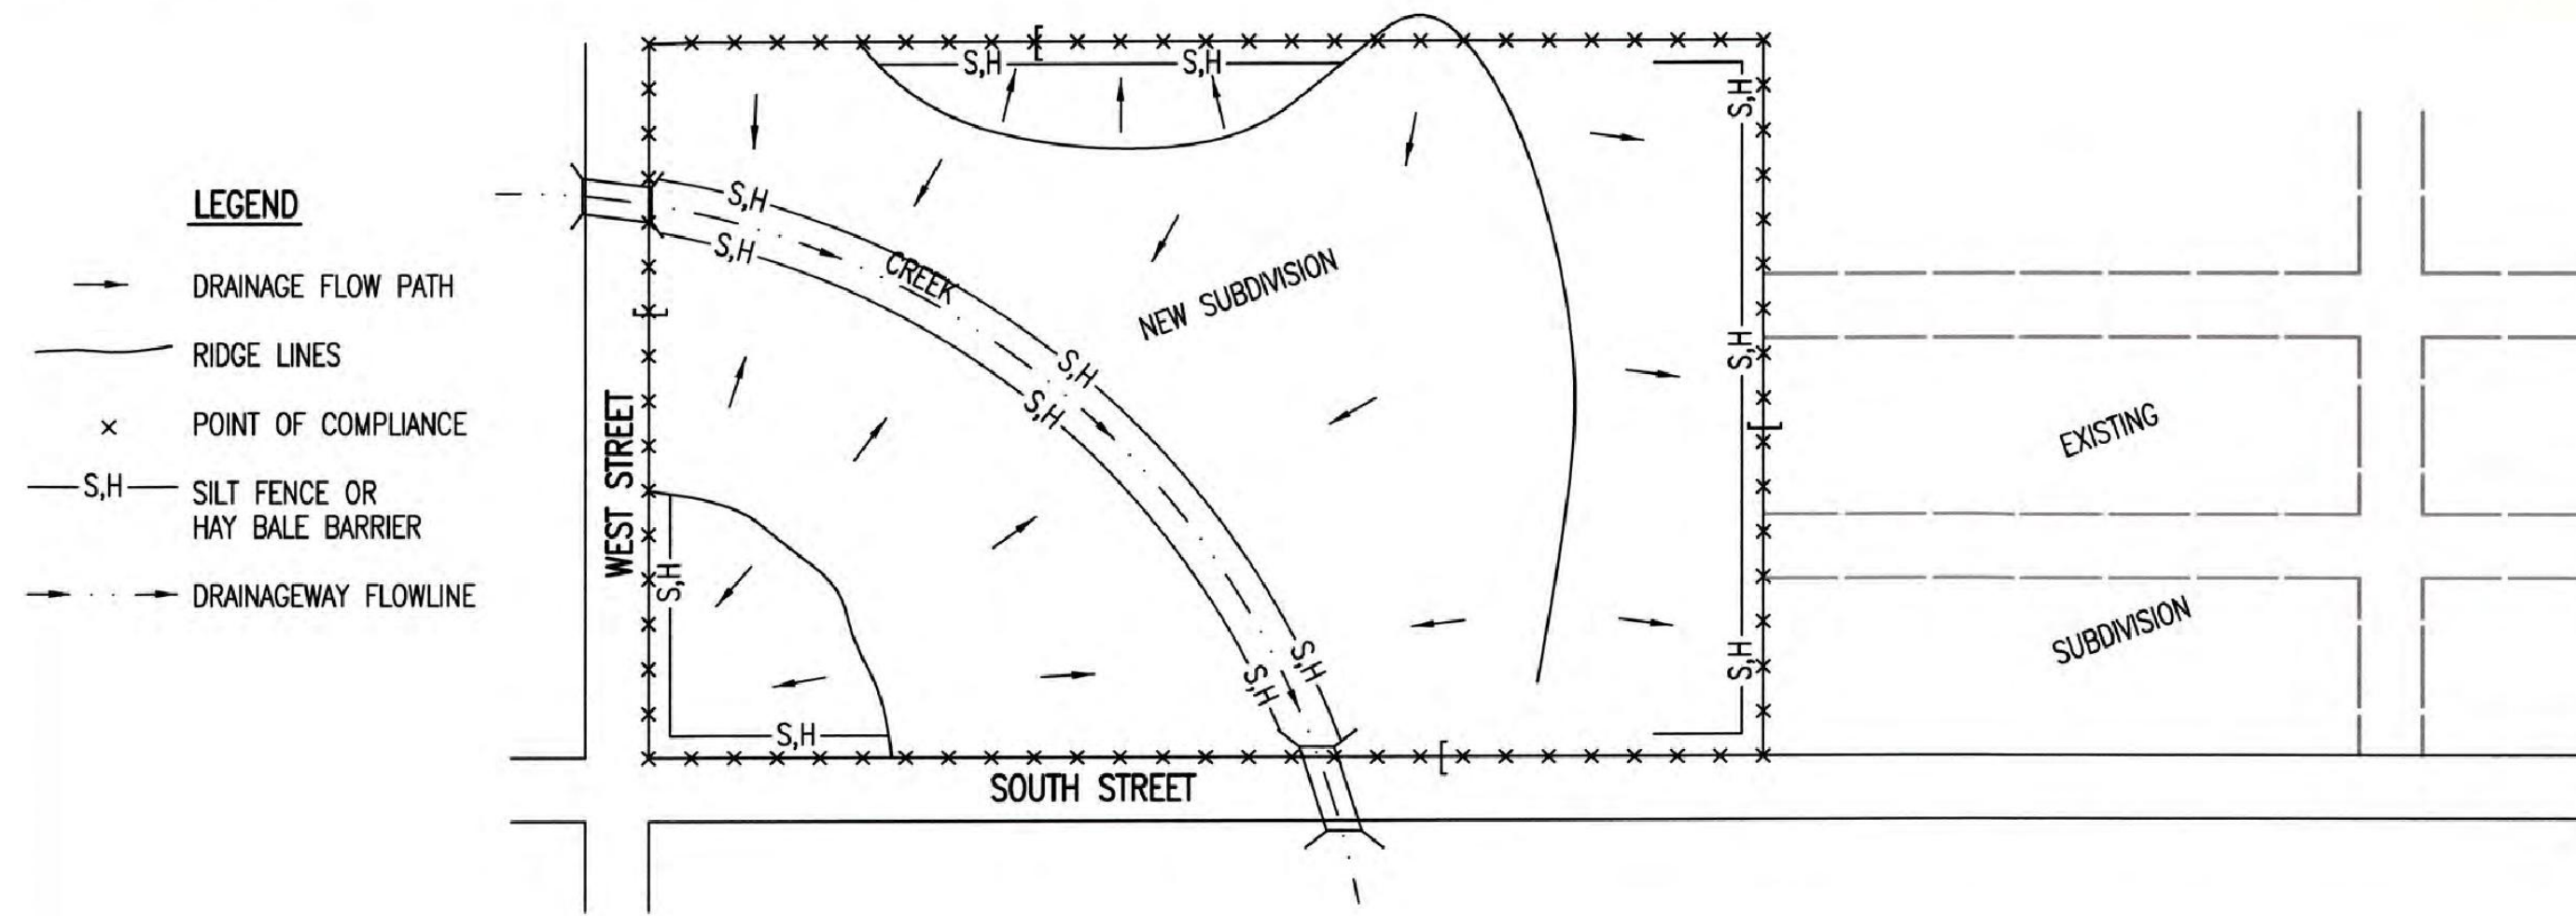 LEGEND
DRAINAGE FLOW PATH
RIDGE LINES
× POINT OF COMPLIANCE
S,H SILT FENCE OR
HAY BALE BARRIER
DRAINAGEWAY FLOWLINE
S,H
S,H
S,H
S,H
S,H
CREEK
NEW SUBDIVISION
S,H
S,H
S,H
WEST STREET
EXISTING
S,H
SUBDIVISION
S,H
S,H
S,H
S,H
SOUTH STREET